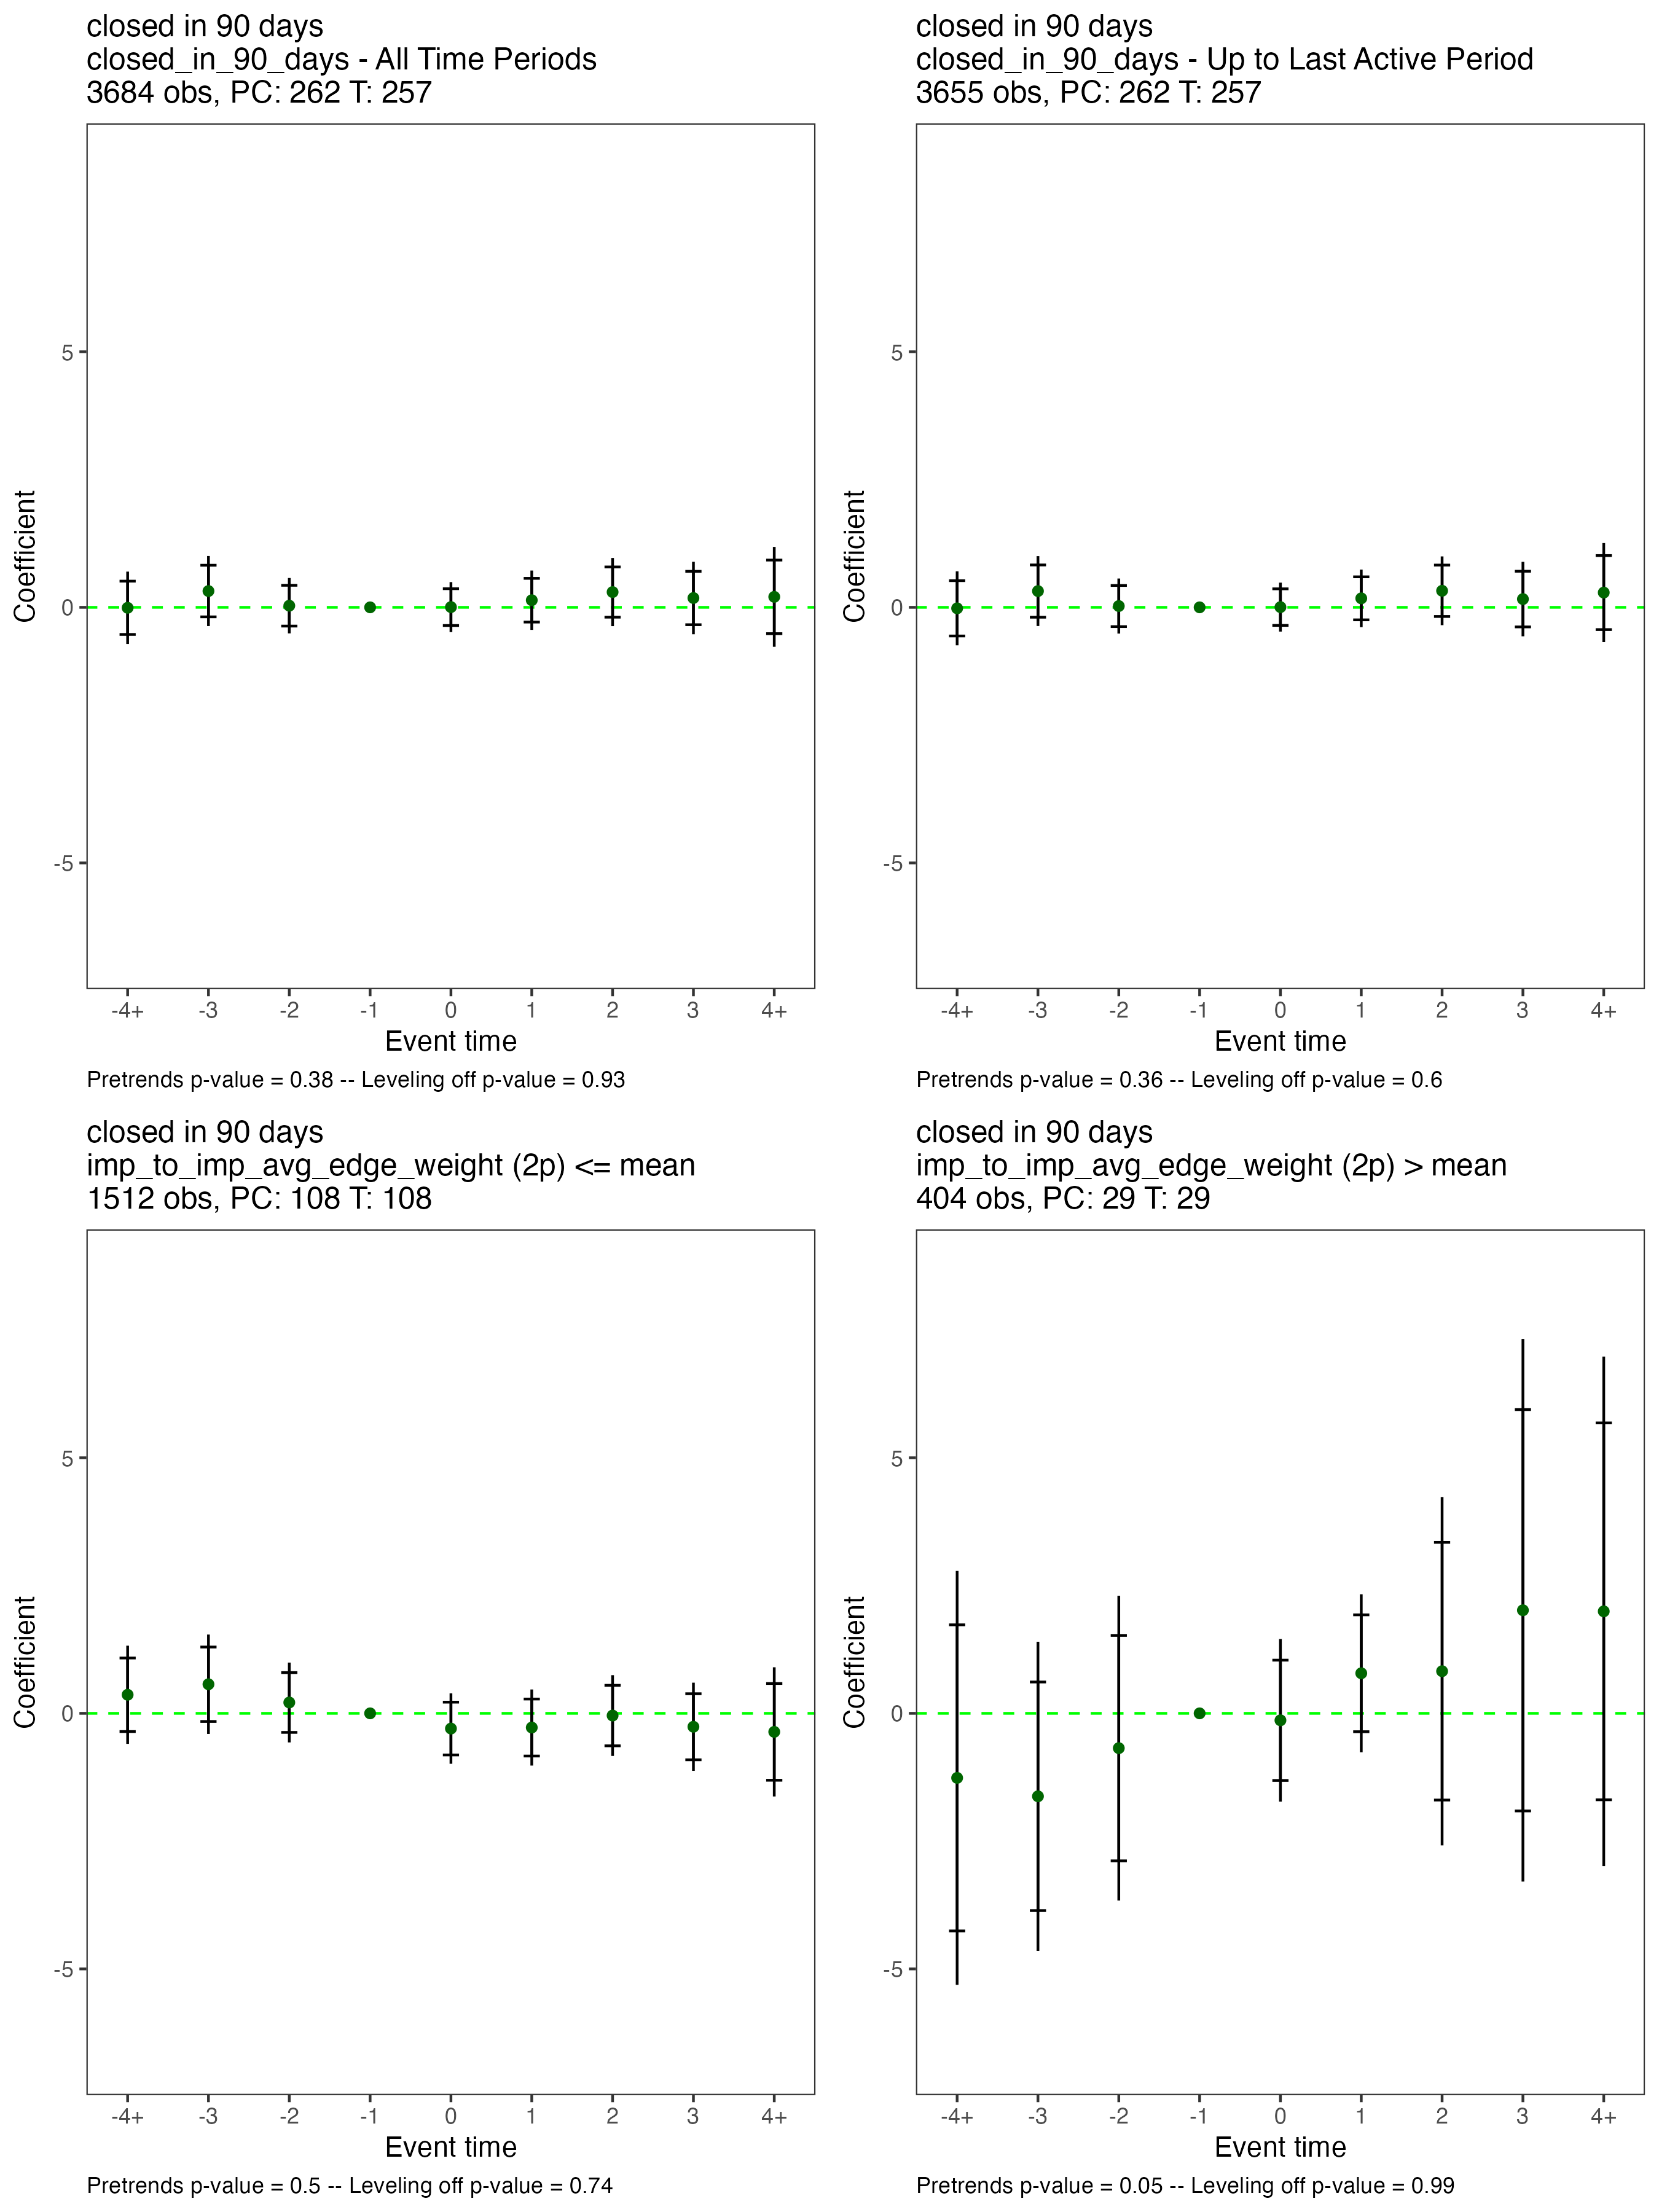 closed in 90 days
closed_in_90_days - All Time Periods
3684 obs, PC: 262 T: 257
Coefficient
5
0
-5
-4+ -3 -2 -1 0 1 2 3 4+
Event time
Pretrends p-value = 0.38 -- Leveling off p-value = 0.93
closed in 90 days
closed_in_90_days - Up to Last Active Period
3655 obs, PC: 262 T: 257
Coefficient
5
0
-5
-4+ -3 -2 -1 0 1 2 3 4+
Event time
Pretrends p-value = 0.36 -- Leveling off p-value = 0.6
closed in 90 days
imp_to_imp_avg_edge_weight (2p) <= mean
1512 obs, PC: 108 T: 108
Coefficient
5
0
-5
-4+ -3 -2 -1 0 1 2 3 4+
Event time
Pretrends p-value = 0.5 -- Leveling off p-value = 0.74
closed in 90 days
imp_to_imp_avg_edge_weight (2p) > mean
404 obs, PC: 29 T: 29
Coefficient
5
0
-5
-4+ -3 -2 -1 0 1 2 3 4+
Event time
Pretrends p-value = 0.05 -- Leveling off p-value = 0.99